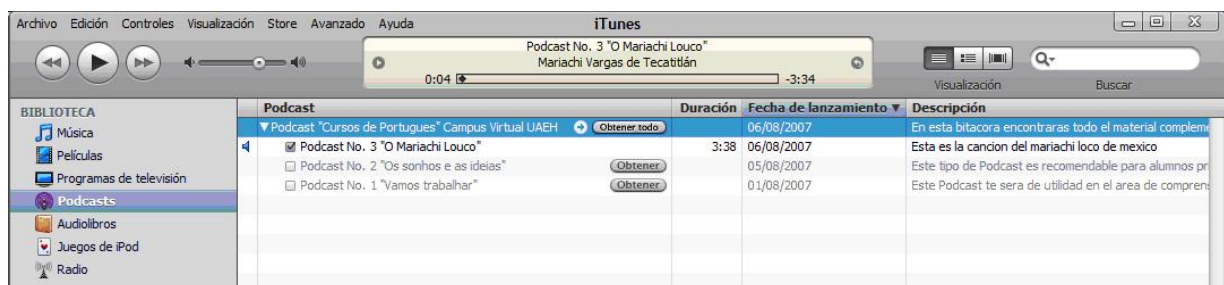 Archivo Edición Controles Visualización Store Avanzado Ayuda iTunes
Podcast No. 3 "O Mariachi Louco"
Mariachi Vargas de Tecatitlán
0:04 -3:34
Visualización Buscar
BIBLIOTECA
Música
Películas
Programas de televisión
Podcasts
Audiolibros
Juegos de iPod
Radio
Podcast Duración Fecha de lanzamiento Descripción
Podcast "Cursos de Portugues" Campus Virtual UAEH Obtener todo 06/08/2007 En esta bitacora encontraras todo el material compleme
Podcast No. 3 "O Mariachi Louco" 3:38 06/08/2007 Esta es la cancion del mariachi loco de mexico
Podcast No. 2 "Os sonhos e as ideias" Obtener 05/08/2007 Este tipo de Podcast es recomendable para alumnos pr
Podcast No. 1 "Vamos trabalhar" Obtener 01/08/2007 Este Podcast te sera de utilidad en el area de compren